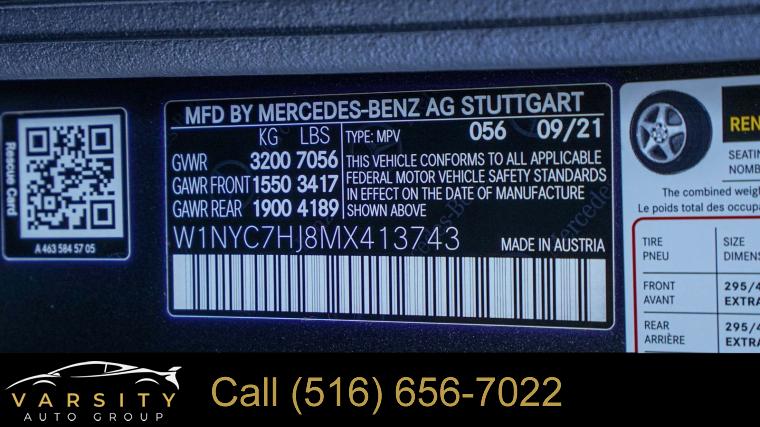 Rescue Card
A 463 584 57 05
MFD BY MERCEDES-BENZ AG STUTTGART
KG LBS
GVWR 3200 7056
GAWR FRONT 1550 3417
GAWR REAR 1900 4189
TYPE: MPV 056 09/21
THIS VEHICLE CONFORMS TO ALL APPLICABLE
FEDERAL MOTOR VEHICLE SAFETY STANDARDS
IN EFFECT ON THE DATE OF MANUFACTURE
SHOWN ABOVE
W1NYC7HJ8MX413743 MADE IN AUSTRIA
The combined weigh
Le poids total des occupa
TIRE SIZE
PNEU DIMENS
FRONT 295/4
AVANT EXTRA
REAR 295/4
ARRIÈRE EXTRA
VARSITY
AUTO GROUP
Call (516) 656-7022